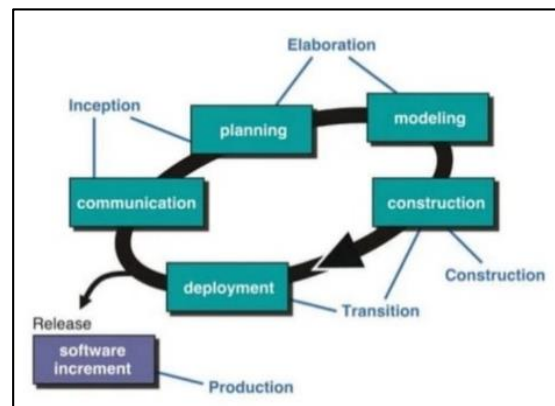 Elaboration
Inception
planning
modeling
communication
construction
deployment
Construction
Transition
Release
software
increment
Production